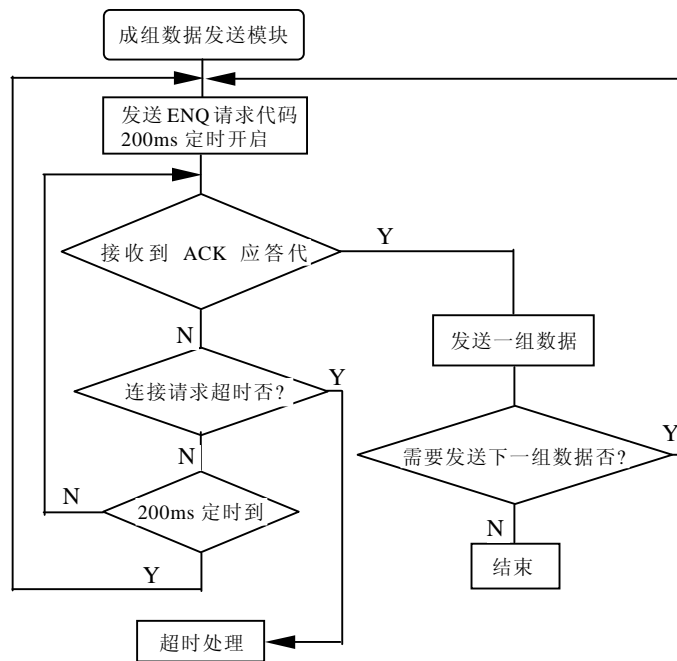 成组数据发送模块
发送 ENQ 请求代码
200ms 定时开启
接收到 ACK 应答代
Y
N
发送一组数据
连接请求超时否?
Y
N
需要发送下一组数据否?
Y
N
200ms 定时到
N
Y
结束
超时处理